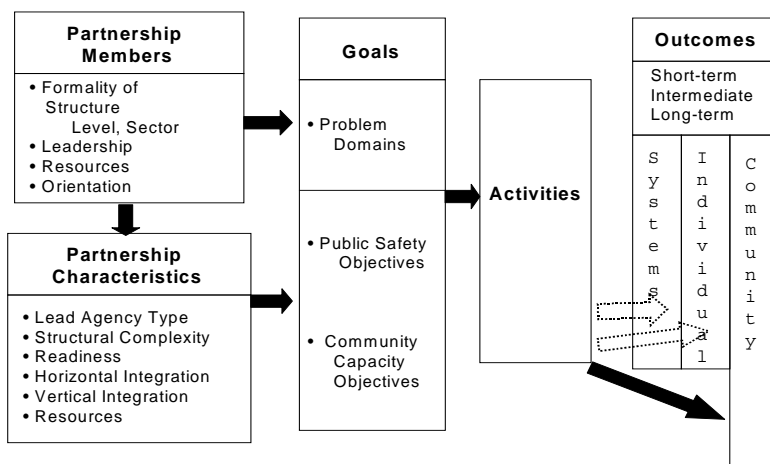 Partnership
Members
• Formality of
Structure
Level, Sector
• Leadership
• Resources
• Orientation
Partnership
Characteristics
• Lead Agency Type
• Structural Complexity
• Readiness
• Horizontal Integration
• Vertical Integration
• Resources
Goals
• Problem
Domains
• Public Safety
Objectives
• Community
Capacity
Objectives
Activities
Outcomes
Short-term
Intermediate
Long-term
Systems
Individual
Community